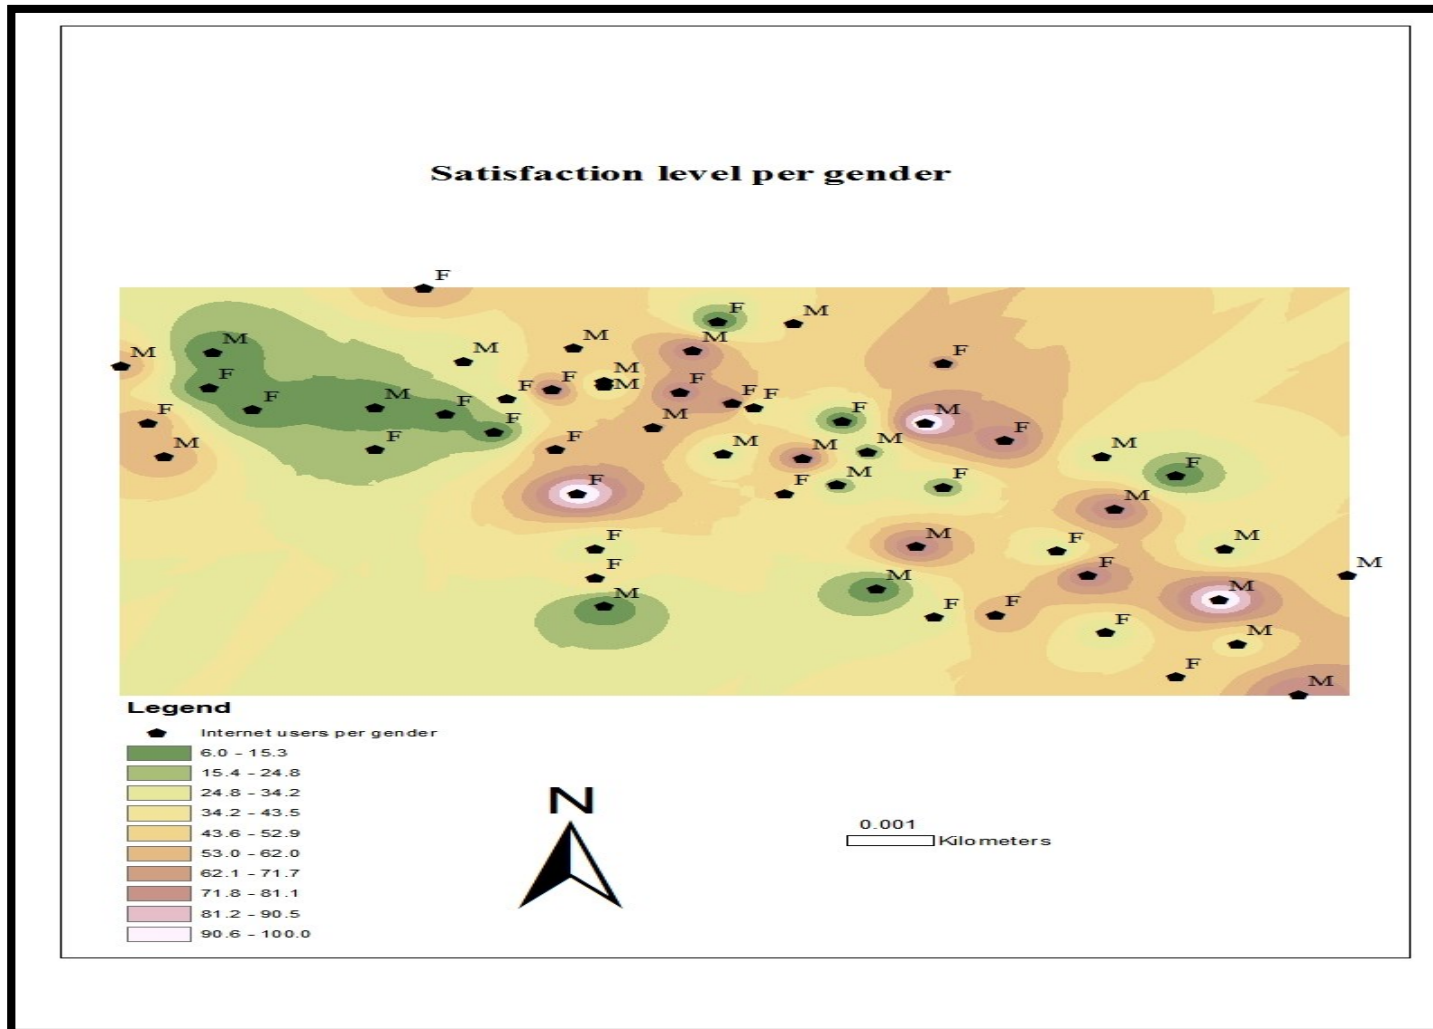 Satisfaction level per gender
F
F
M
M
M
M
M
M
M
F
M
F
F
F
F
F
F
M
F
F
F
F
F
M
F
M
F
F
M
F
F
M
M
M
M
F
M
F
F
F
M
F
M
F
M
M
F
F
M
M
M
F
F
F
M
F
M
Legend
Internet users per gender
6.0 - 15.3
15.4 - 24.8
24.8 - 34.2
34.2 - 43.5
43.6 - 52.9
53.0 - 62.0
62.1 - 71.7
71.8 - 81.1
81.2 - 90.5
90.6 - 100.0
N
0.001
Kilometers